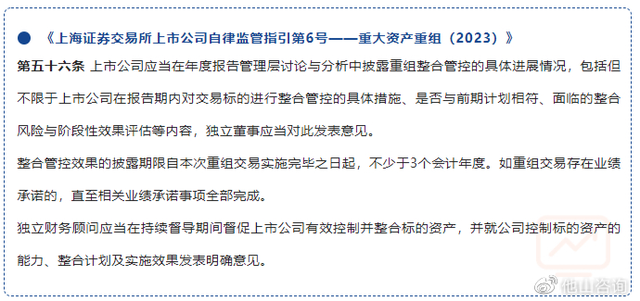 《上海证券交易所上市公司自律监管指引第6号——重大资产重组（2023）》
第五十六条 上市公司应当在年度报告管理层讨论与分析中披露重组整合管控的具体进展情况，包括但
不限于上市公司在报告期内对交易标的进行整合管控的具体措施、是否与前期计划相符、面临的整合
风险与阶段性效果评估等内容，独立董事应当对此发表意见。
整合管控效果的披露期限自本次重组交易实施完毕之日起，不少于3个会计年度。如重组交易存在业绩
承诺的，直至相关业绩承诺事项全部完成。
独立财务顾问应当在持续督导期间督促上市公司有效控制并整合标的资产，并就公司控制标的资产的
能力、整合计划及实施效果发表明确意见。
他山咨询